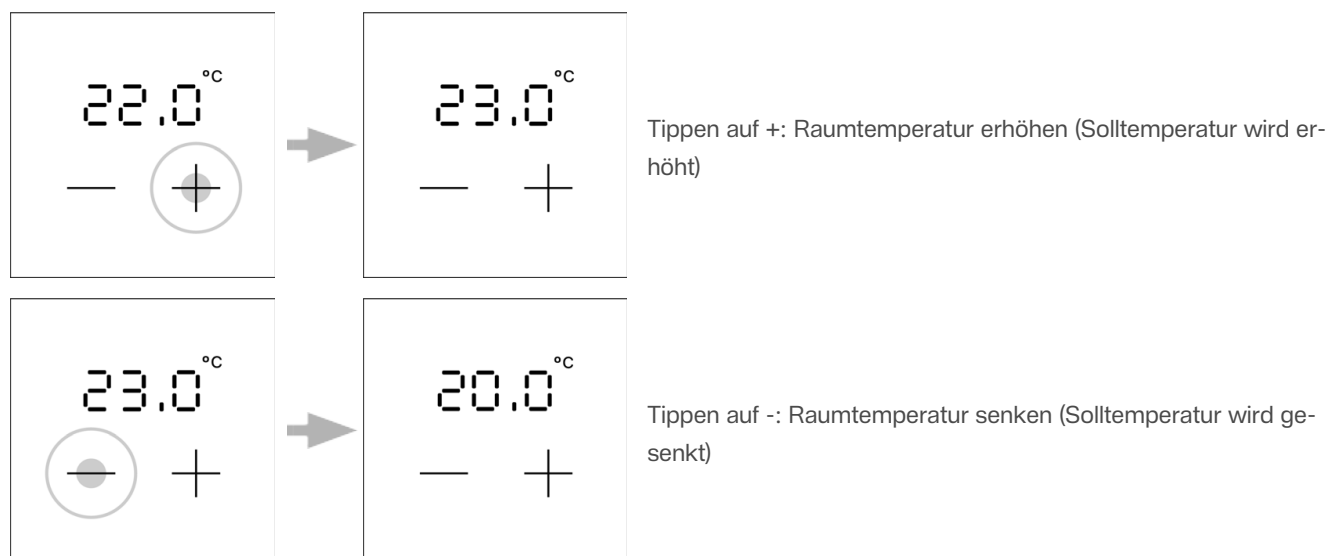 22.0 °C
— +
23.0 °C
— +
Tippen auf +: Raumtemperatur erhöhen (Solltemperatur wird er-
höht)
23.0 °C
— +
20.0 °C
— +
Tippen auf -: Raumtemperatur senken (Solltemperatur wird ge-
senkt)